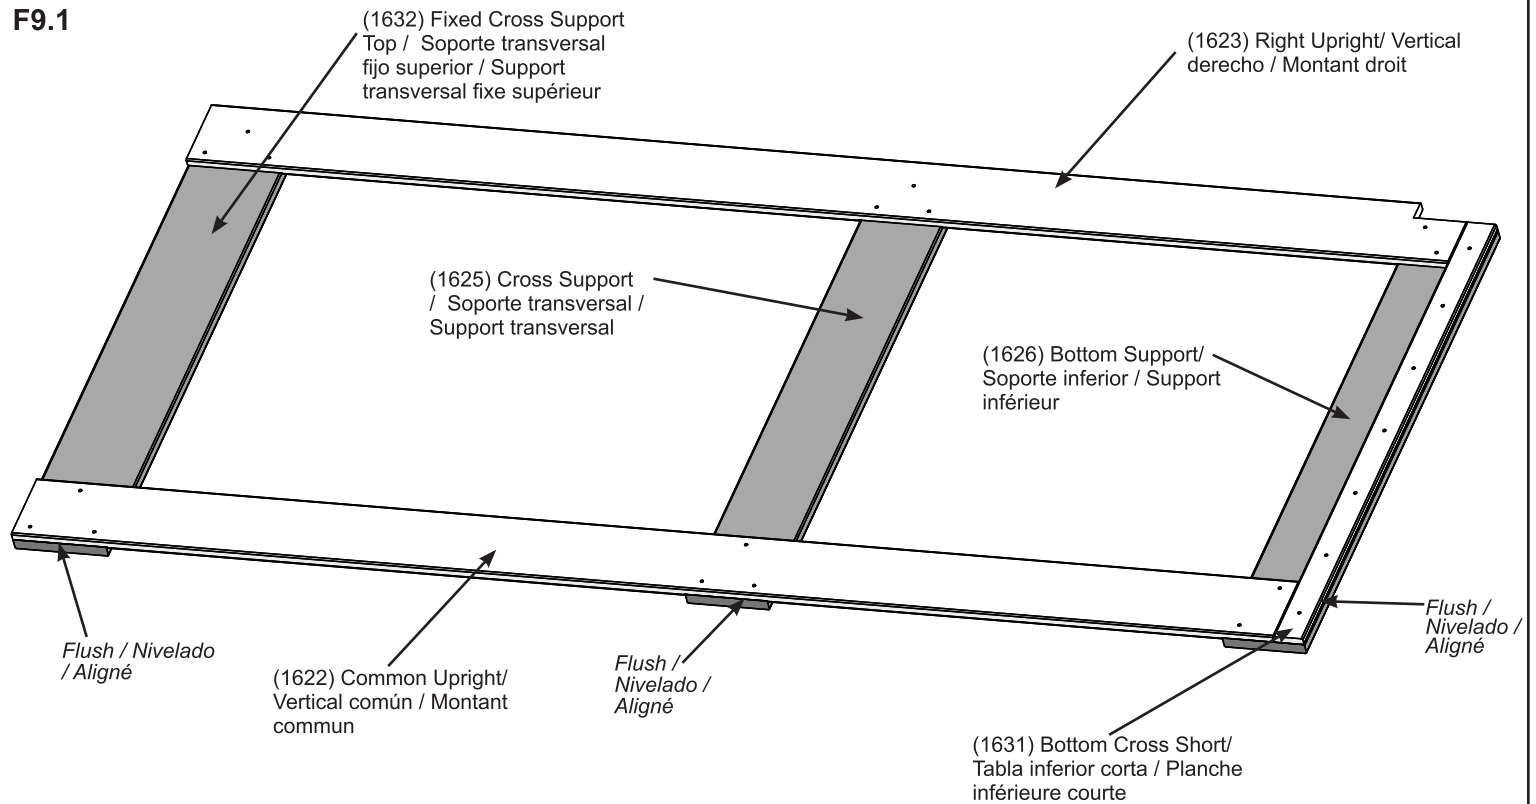 F9.1
(1632) Fixed Cross Support
Top /  Soporte transversal
fijo superior / Support
transversal fixe supérieur
(1623) Right Upright/ Vertical
derecho / Montant droit
(1625) Cross Support
/  Soporte transversal /
Support transversal
(1626) Bottom Support/
Soporte inferior / Support
inférieur
Flush / Nivelado
/ Aligné
(1622) Common Upright/
Vertical común / Montant
commun
Flush /
Nivelado /
Aligné
Flush /
Nivelado /
Aligné
(1631) Bottom Cross Short/
Tabla inferior corta / Planche
inférieure courte